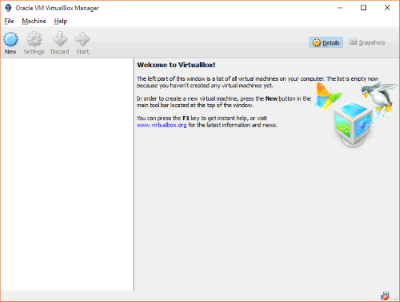 Oracle VM VirtualBox Manager
File Machine Help
New Settings Discard Start
Details Snapshots
Welcome to VirtualBox!
The left part of this window is a list of all virtual machines on your computer. The list is empty now
because you haven't created any virtual machines yet.
In order to create a new virtual machine, press the New button in the
main tool bar located at the top of the window.
You can press the F1 key to get instant help, or visit
www.virtualbox.org for the latest information and news.